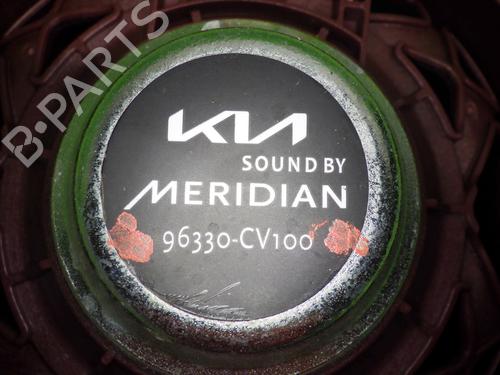 B-PARTS
KIA
SOUND BY
MERIDIAN
96330-CV100